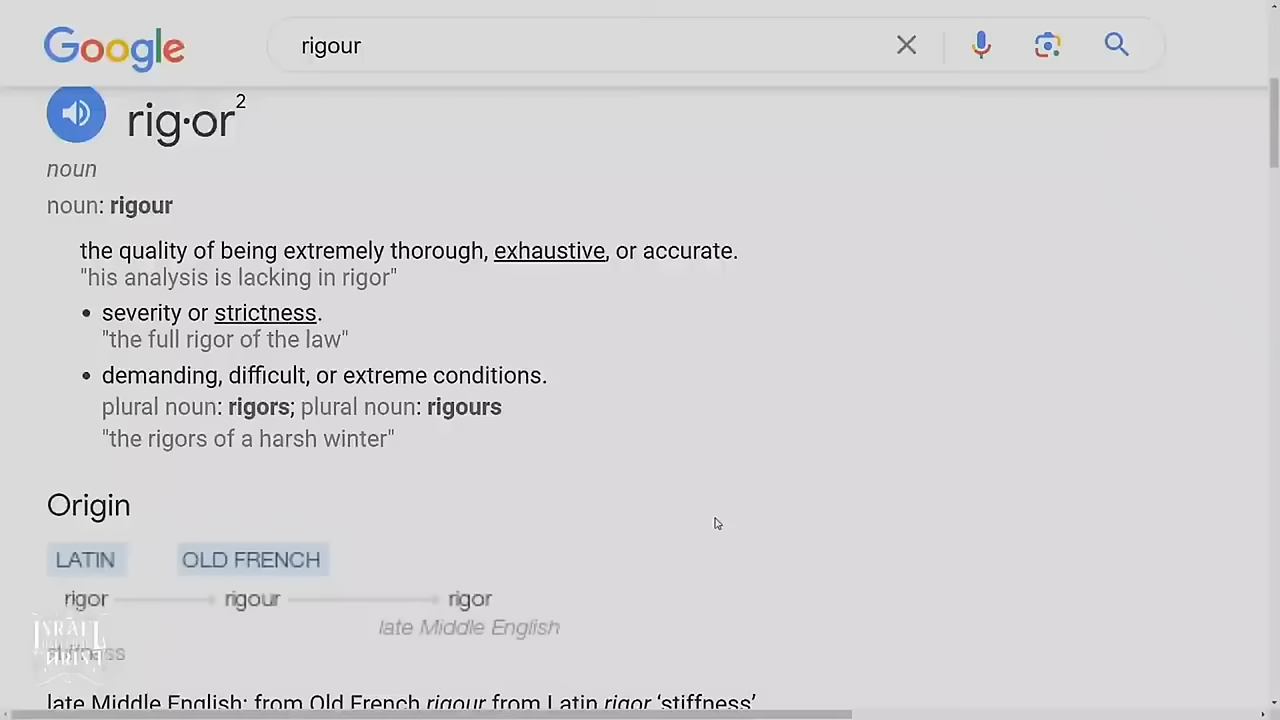 Google
rigour
rig·or2
noun
noun: rigour
the quality of being extremely thorough, exhaustive, or accurate.
"his analysis is lacking in rigor"
• severity or strictness.
"the full rigor of the law"
• demanding, difficult, or extreme conditions.
plural noun: rigors; plural noun: rigours
"the rigors of a harsh winter"
Origin
LATIN OLD FRENCH
rigor rigour rigor
late Middle English
ISRAEL
stiffness
late Middle English: from Old French rigour from Latin rigor ‘stiffness’